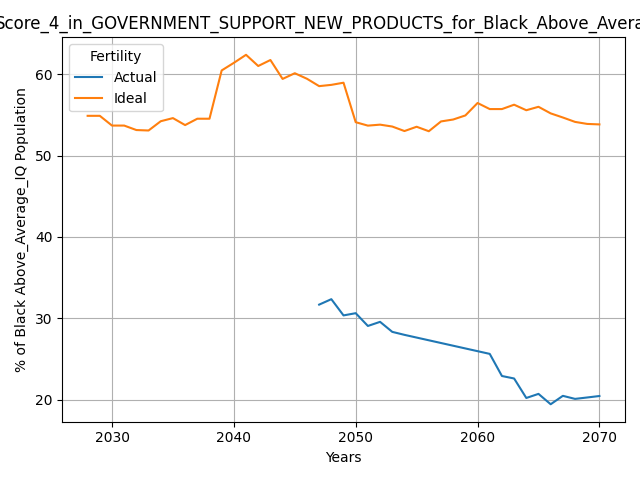 Score_4_in_GOVERNMENT_SUPPORT_NEW_PRODUCTS_for_Black_Above_Avera
Fertility
Actual
Ideal
% of Black Above_Average_IQ Population
60
50
40
30
20
2030 2040 2050 2060 2070
Years